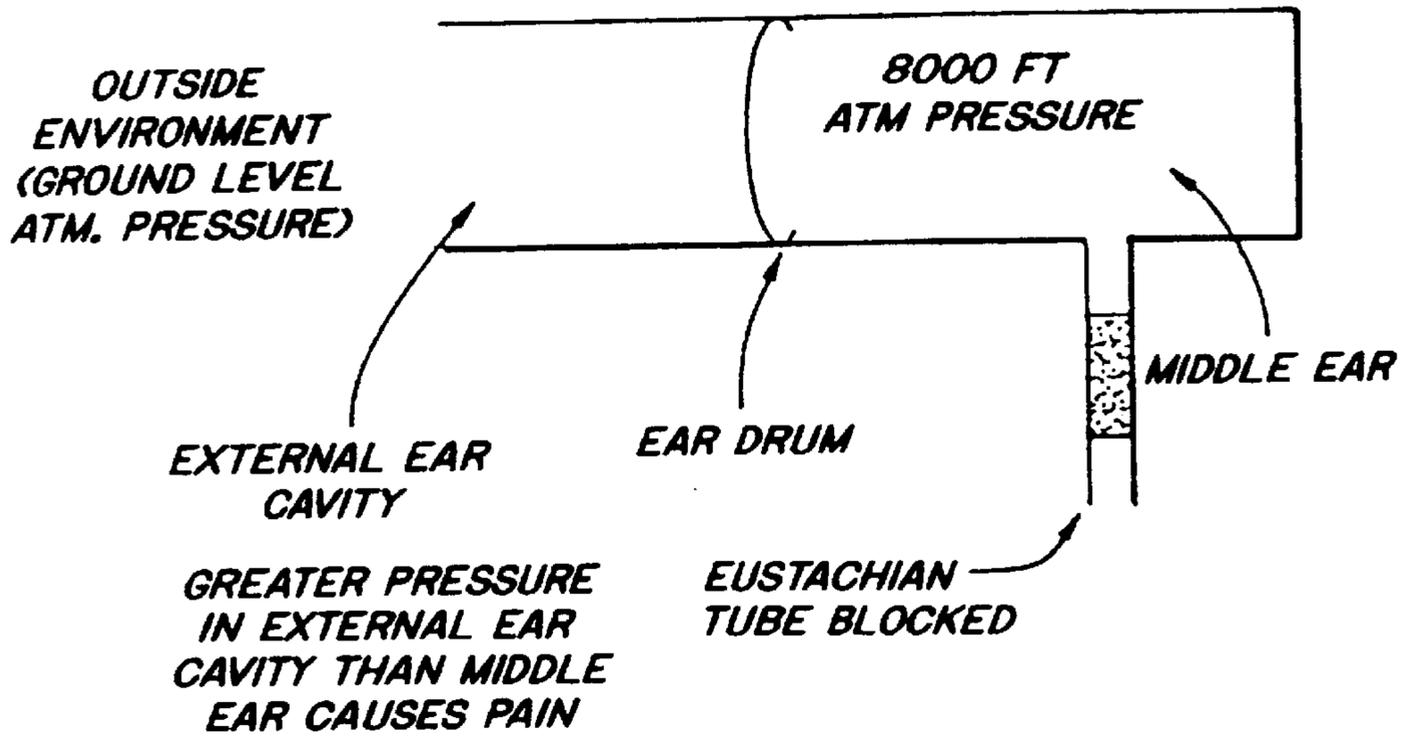 OUTSIDE
ENVIRONMENT
(GROUND LEVEL
ATM. PRESSURE)
8000 FT
ATM PRESSURE
MIDDLE EAR
EXTERNAL EAR
CAVITY
EAR DRUM
GREATER PRESSURE
IN EXTERNAL EAR
CAVITY THAN MIDDLE
EAR CAUSES PAIN
EUSTACHIAN
TUBE BLOCKED